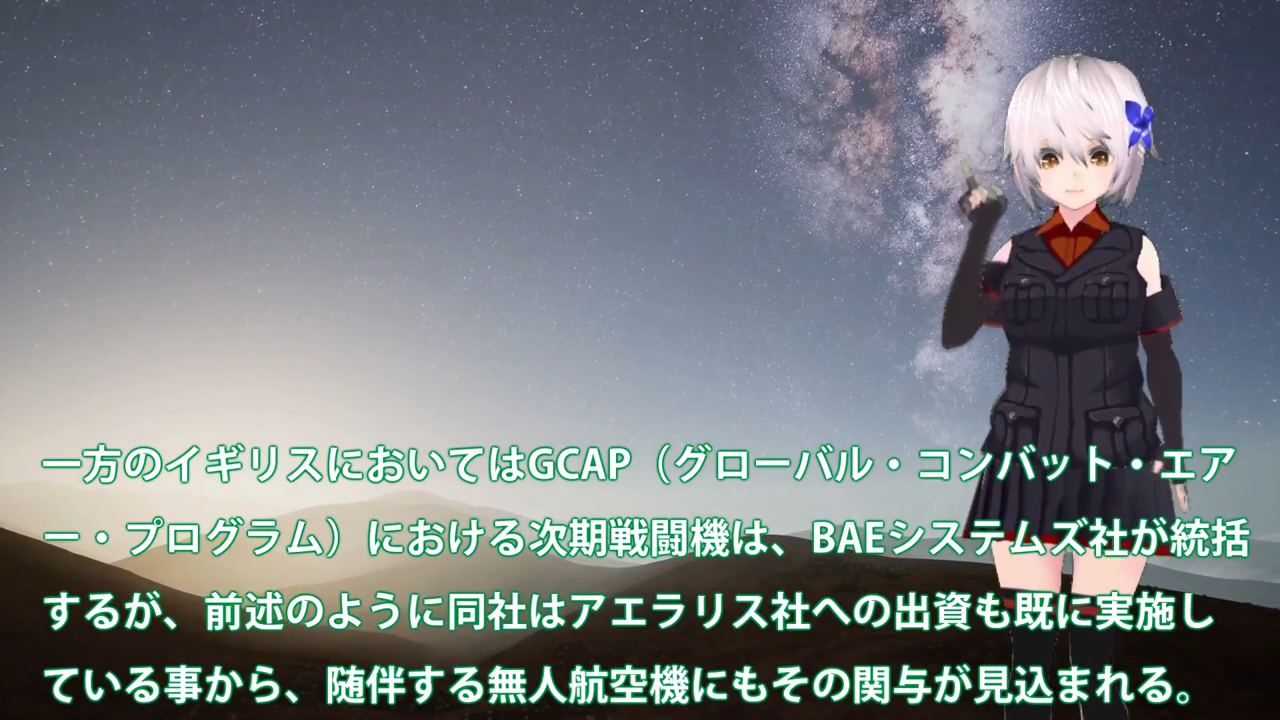 一方のイギリスにおいてはGCAP（グローバル・コンバット・エア
ー・プログラム）における次期戦闘機は、BAEシステムズ社が統括
するが、前述のように同社はアエラリス社への出資も既に実施し
ている事から、随伴する無人航空機にもその関与が見込まれる。